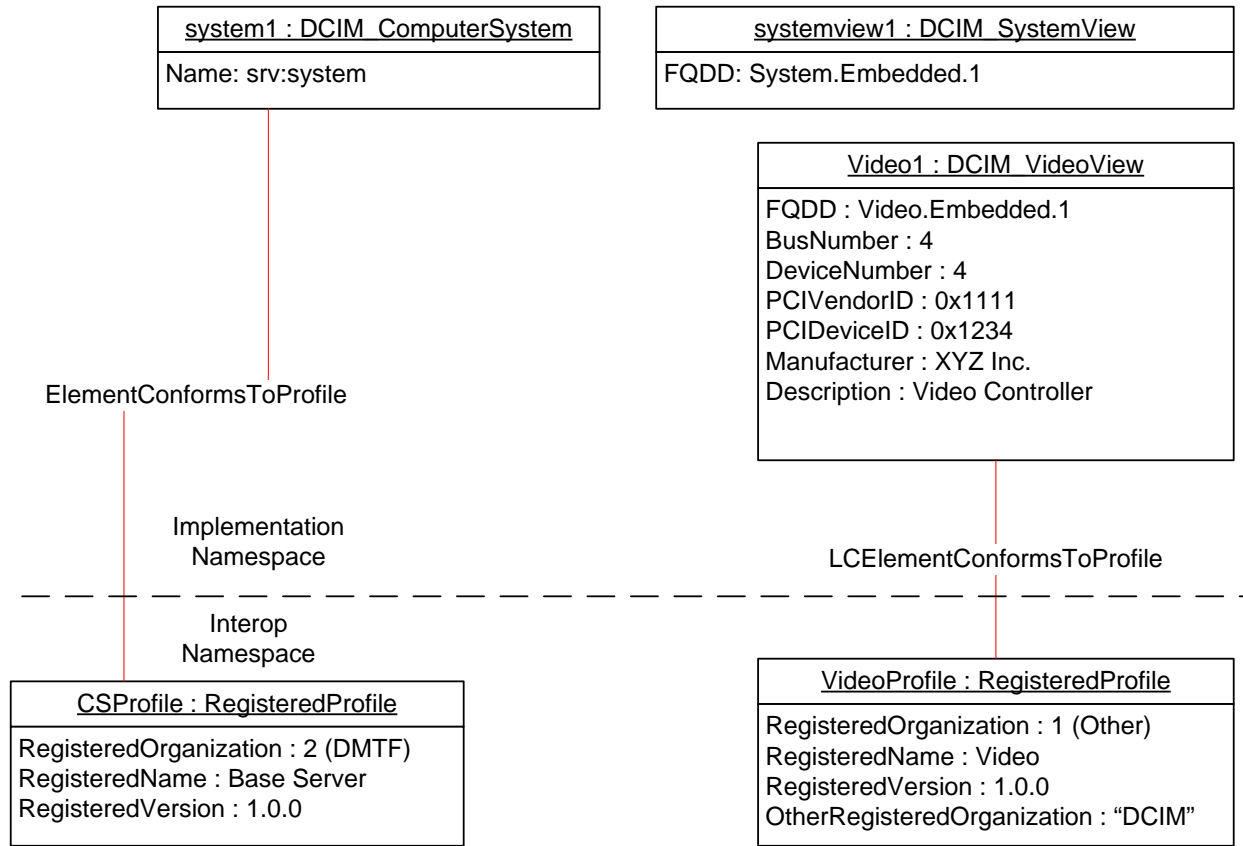 system1 : DCIM_ComputerSystem
Name: srv:system
systemview1 : DCIM_SystemView
FQDD: System.Embedded.1
Video1 : DCIM_VideoView
FQDD : Video.Embedded.1
BusNumber : 4
DeviceNumber : 4
PCIVendorID : 0x1111
PCIDeviceID : 0x1234
Manufacturer : XYZ Inc.
Description : Video Controller
ElementConformsToProfile
Implementation
Namespace
LCElementConformsToProfile
Interop
Namespace
CSProfile : RegisteredProfile
RegisteredOrganization : 2 (DMTF)
RegisteredName : Base Server
RegisteredVersion : 1.0.0
VideoProfile : RegisteredProfile
RegisteredOrganization : 1 (Other)
RegisteredName : Video
RegisteredVersion : 1.0.0
OtherRegisteredOrganization : “DCIM”